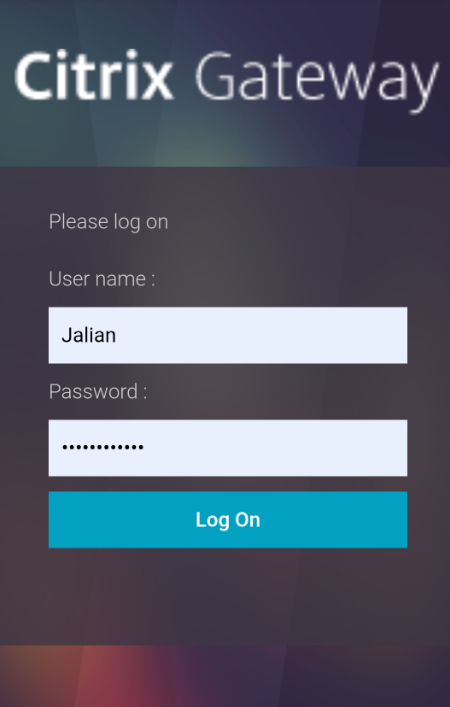 Citrix Gateway
Please log on
User name :
Jalian
Password :
••••••••••••
Log On